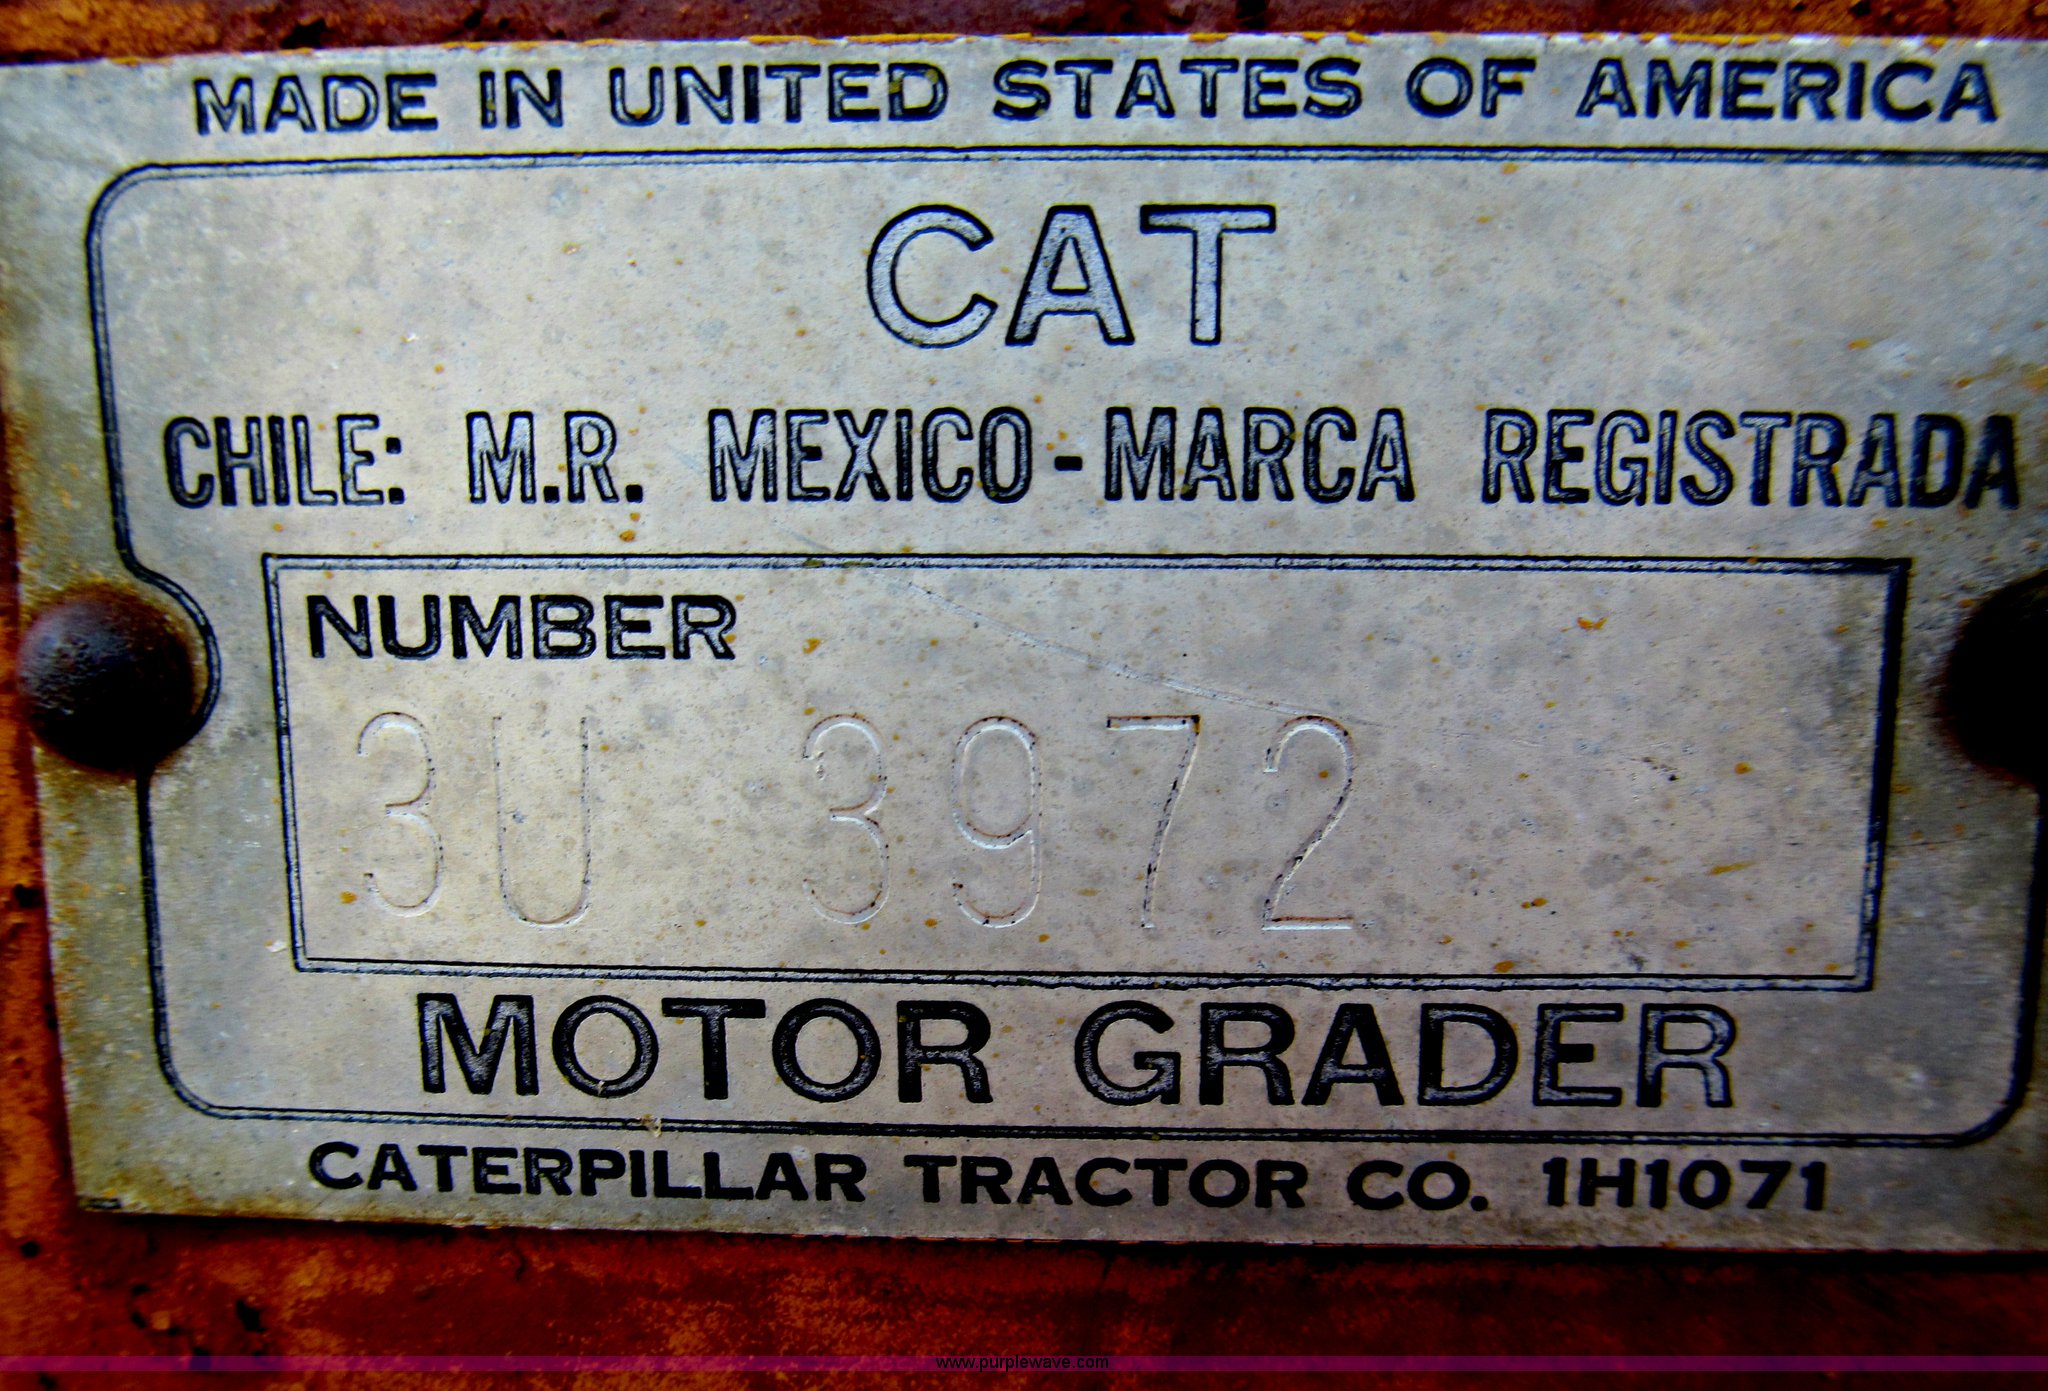 MADE IN UNITED STATES OF AMERICA
CAT
CHILE: M.R. MEXICO-MARCA REGISTRADA
NUMBER
3U 3972
MOTOR GRADER
CATERPILLAR TRACTOR CO. 1H1071
www.purplewave.com